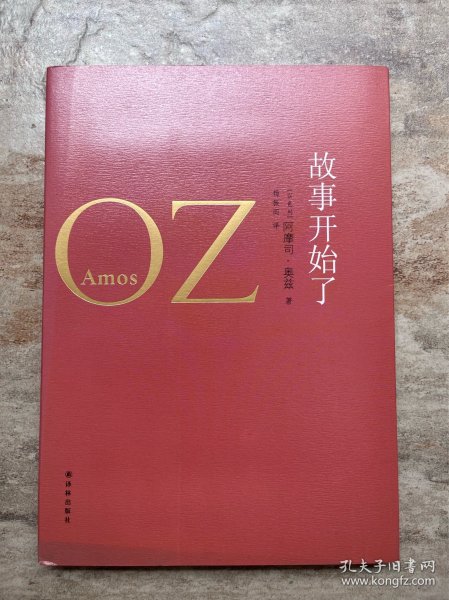 故事开始了
[以色列] 阿摩司·奥兹 著
杨振同 译
OZ
Amos
译林出版社
孔夫子旧书网
www.kongfz.com